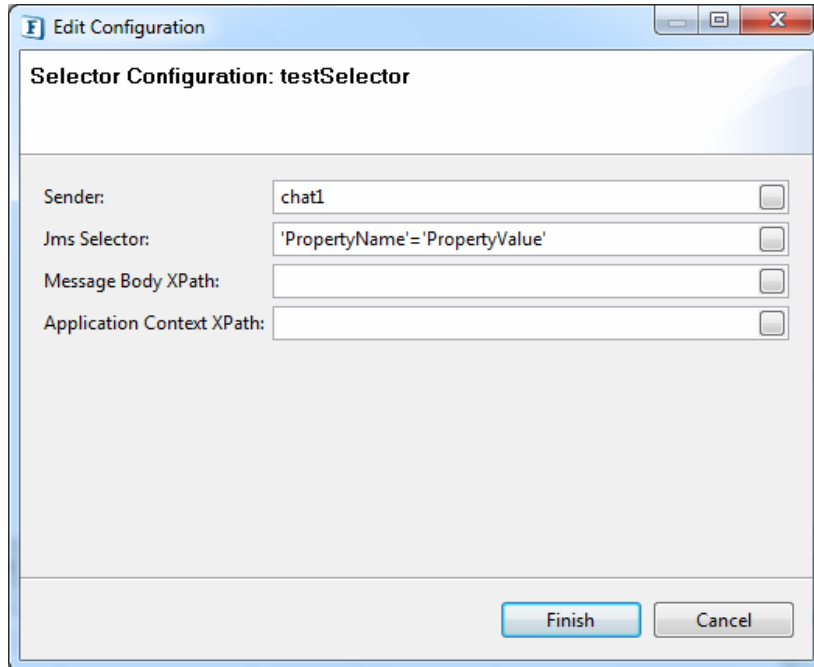 F Edit Configuration
Selector Configuration: testSelector
Sender: chat1
Jms Selector: 'PropertyName'='PropertyValue'
Message Body XPath:
Application Context XPath:
Finish Cancel